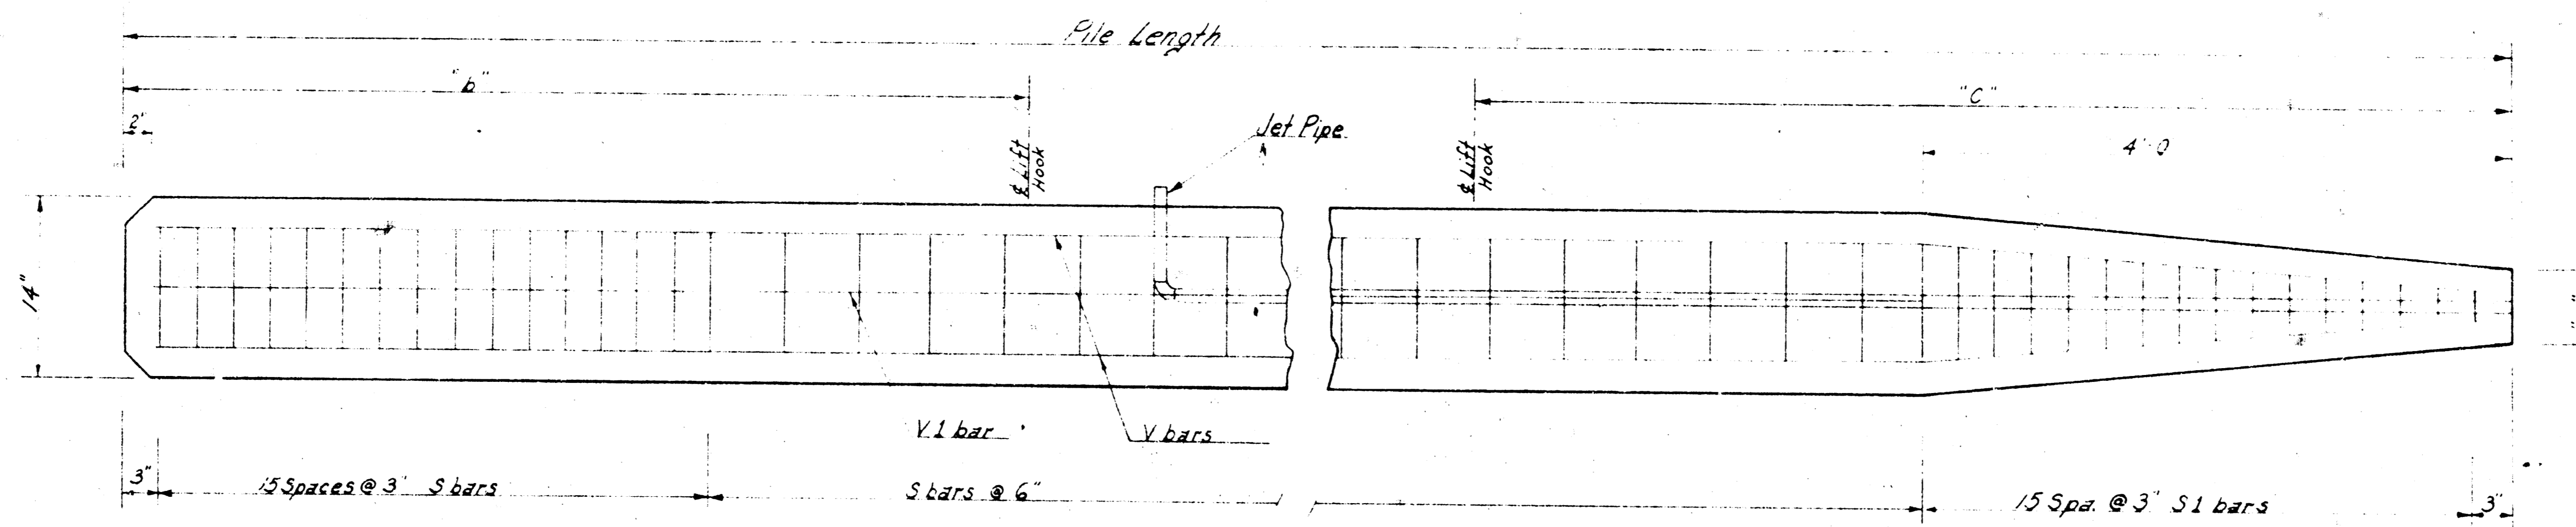 Pile Length
"b"
"C"
2"
Jet Pipe
4'-0
℄ Lift
Hook
℄ Lift
Hook
14"
V1 bar
V bars
3"
15 Spaces @ 3" S bars
S bars @ 6"
15 Spa. @ 3" S1 bars
3"